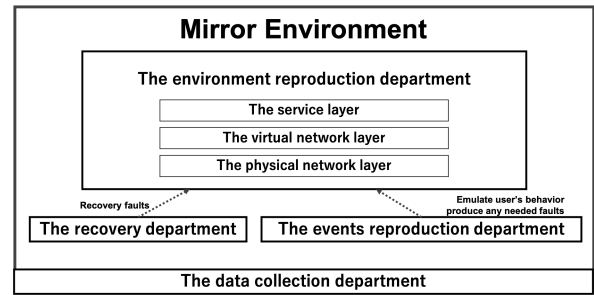 Mirror Environment
The environment reproduction department
The service layer
The virtual network layer
The physical network layer
Recovery faults
Emulate user's behavior
produce any needed faults
The recovery department
The events reproduction department
The data collection department